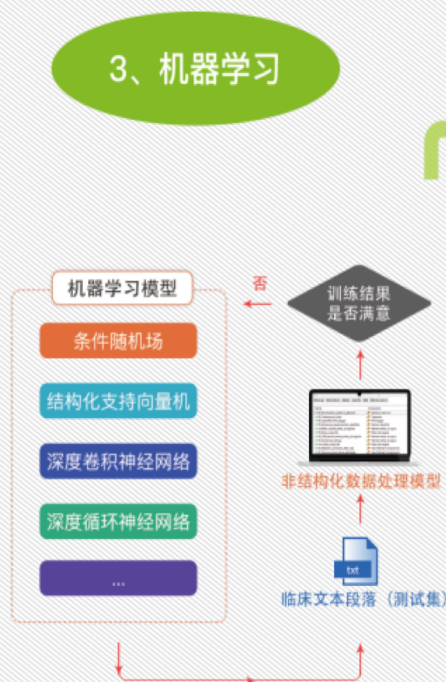 3、机器学习
机器学习模型
条件随机场
结构化支持向量机
深度卷积神经网络
深度循环神经网络
...
否
训练结果
是否满意
非结构化数据处理模型
txt
临床文本段落（测试集）